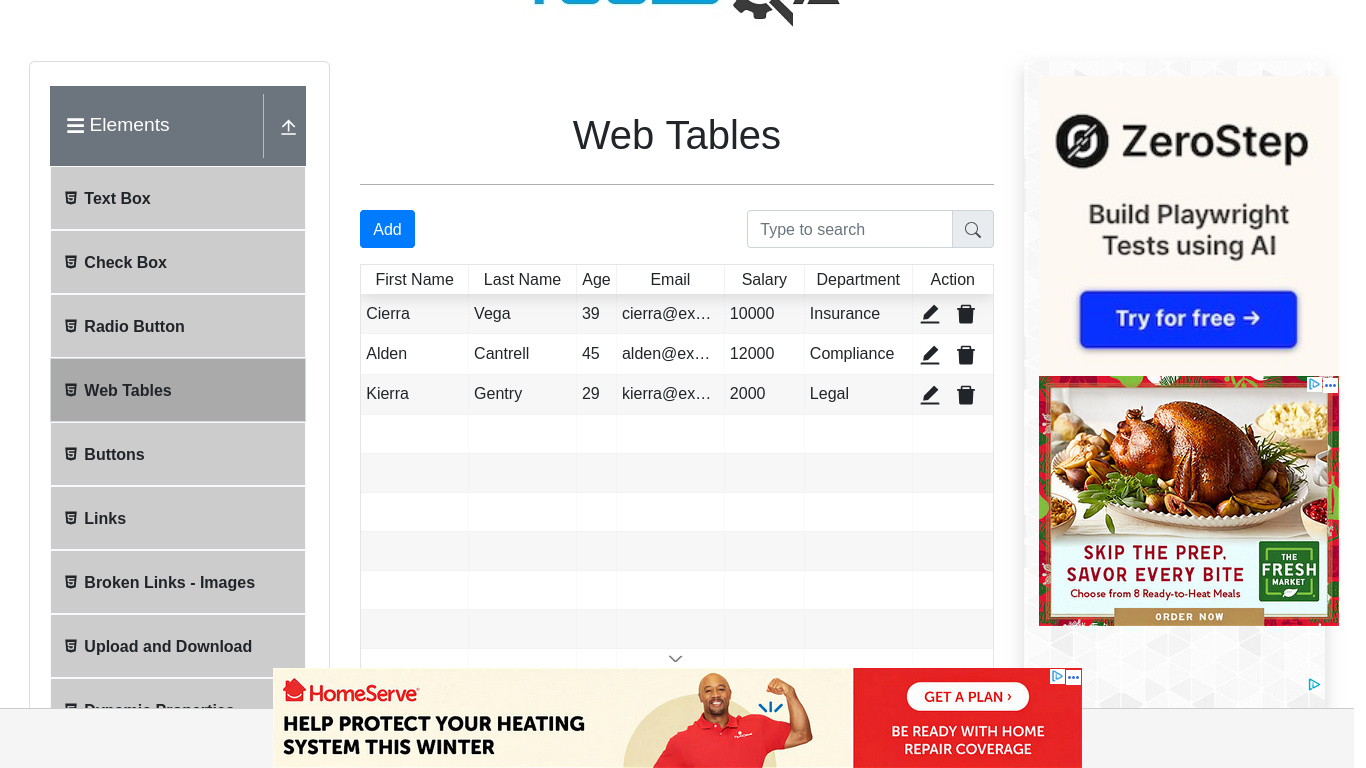 Elements
Text Box
Check Box
Radio Button
Web Tables
Buttons
Links
Broken Links - Images
Upload and Download
Dynamic Properties
Web Tables
Add
Type to search
First Name Last Name Age Email Salary Department Action
Cierra Vega 39 cierra@ex… 10000 Insurance
Alden Cantrell 45 alden@ex… 12000 Compliance
Kierra Gentry 29 kierra@ex… 2000 Legal
ZeroStep
Build Playwright
Tests using AI
Try for free →
SKIP THE PREP,
SAVOR EVERY BITE
Choose from 8 Ready-to-Heat Meals
THE
FRESH
MARKET
ORDER NOW
HomeServe
HELP PROTECT YOUR HEATING
SYSTEM THIS WINTER
GET A PLAN ›
BE READY WITH HOME
REPAIR COVERAGE